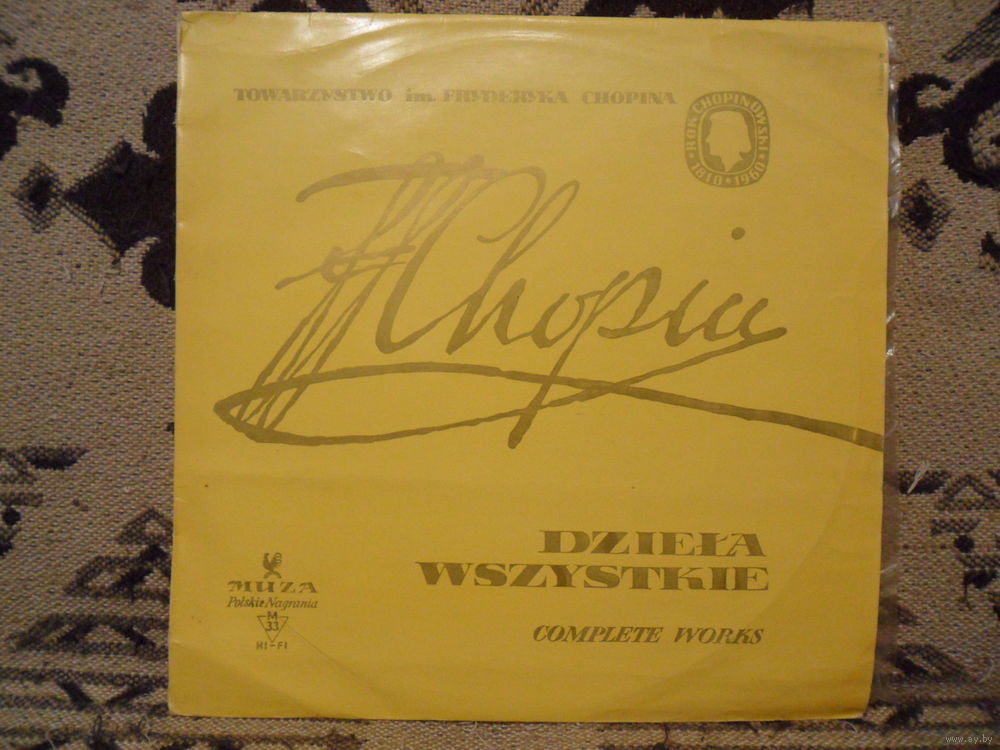 TOWARZYSTWO im. FRYDERYKA CHOPINA
ROK CHOPINOWSKI
1810 * 1960
FFChopin
DZIEŁA
WSZYSTKIE
COMPLETE WORKS
MUZA
Polskie Nagrania
M
33
HI-FI
www.ay.by